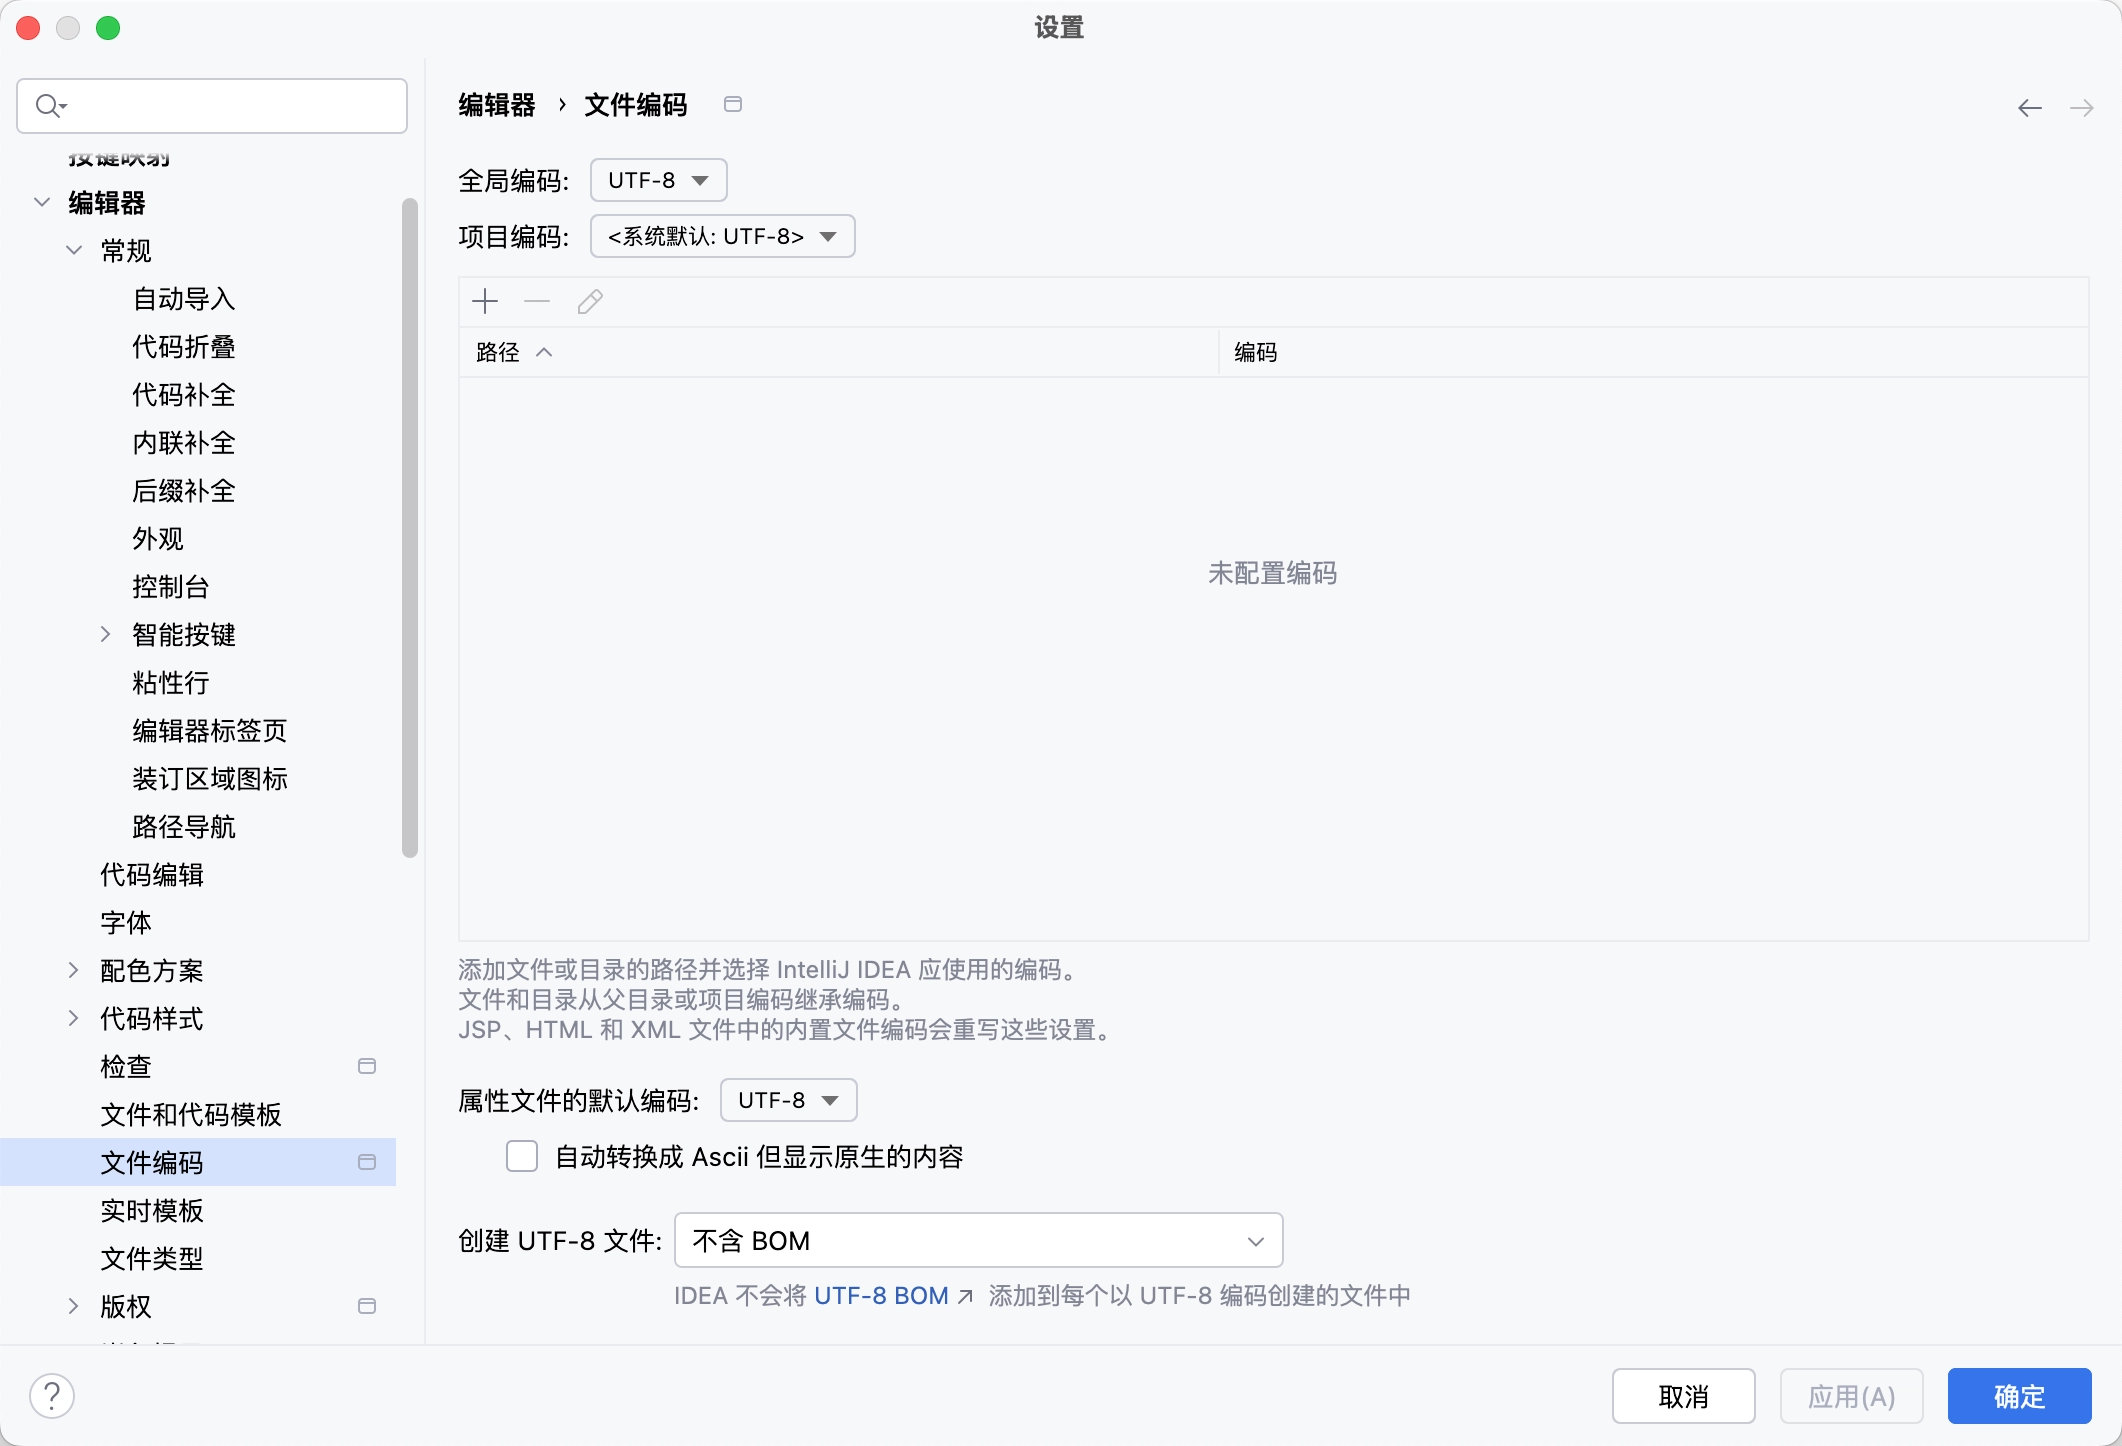 设置
按键映射
编辑器
常规
自动导入
代码折叠
代码补全
内联补全
后缀补全
外观
控制台
智能按键
粘性行
编辑器标签页
装订区域图标
路径导航
代码编辑
字体
配色方案
代码样式
检查
文件和代码模板
文件编码
实时模板
文件类型
版权
编辑器 › 文件编码
全局编码: UTF-8
项目编码: <系统默认: UTF-8>
路径 编码
未配置编码
添加文件或目录的路径并选择 IntelliJ IDEA 应使用的编码。
文件和目录从父目录或项目编码继承编码。
JSP、HTML 和 XML 文件中的内置文件编码会重写这些设置。
属性文件的默认编码: UTF-8
自动转换成 Ascii 但显示原生的内容
创建 UTF-8 文件: 不含 BOM
IDEA 不会将 UTF-8 BOM ↗ 添加到每个以 UTF-8 编码创建的文件中
?
取消 应用(A) 确定